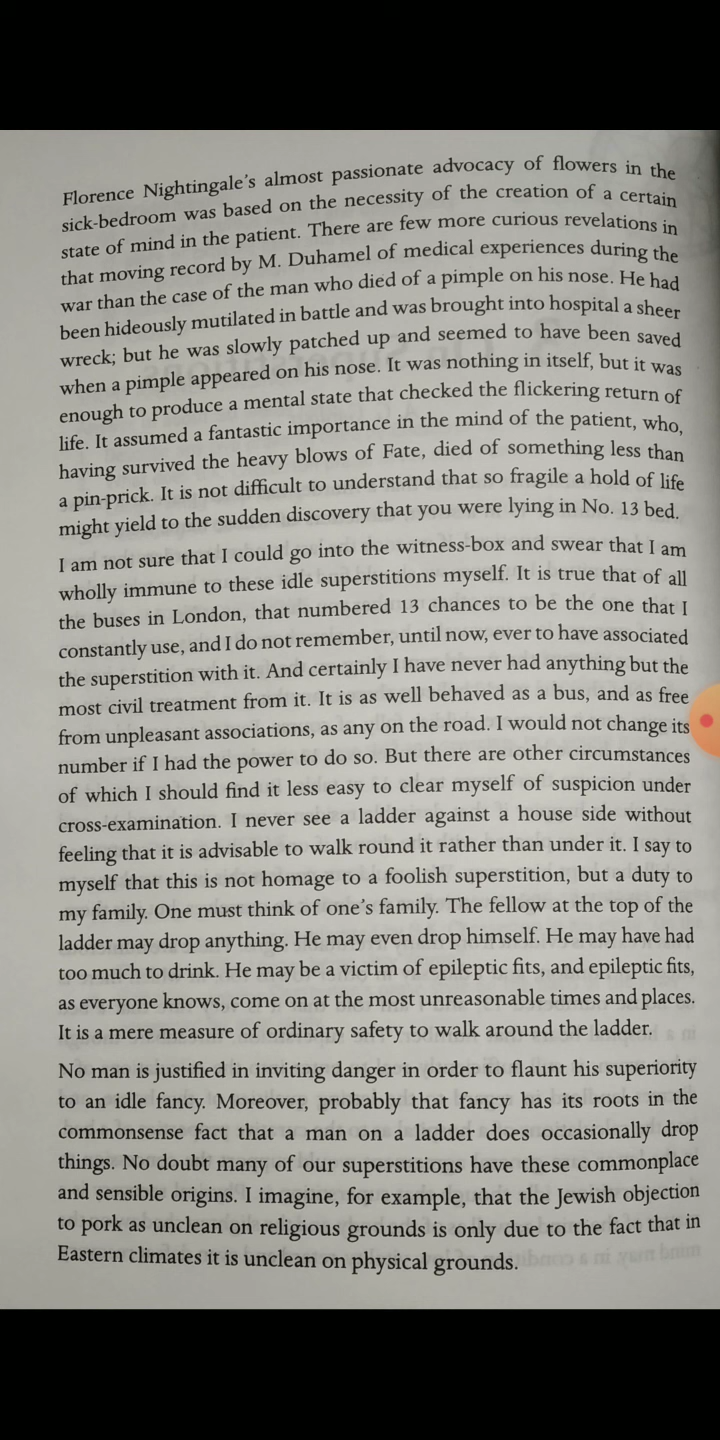 Florence Nightingale's almost passionate advocacy of flowers in the
sick-bedroom was based on the necessity of the creation of a certain
state of mind in the patient. There are few more curious revelations in
that moving record by M. Duhamel of medical experiences during the
war than the case of the man who died of a pimple on his nose. He had
been hideously mutilated in battle and was brought into hospital a sheer
wreck; but he was slowly patched up and seemed to have been saved
when a pimple appeared on his nose. It was nothing in itself, but it was
enough to produce a mental state that checked the flickering return of
life. It assumed a fantastic importance in the mind of the patient, who,
having survived the heavy blows of Fate, died of something less than
a pin-prick. It is not difficult to understand that so fragile a hold of life
might yield to the sudden discovery that you were lying in No. 13 bed.
I am not sure that I could go into the witness-box and swear that I am
wholly immune to these idle superstitions myself. It is true that of all
the buses in London, that numbered 13 chances to be the one that I
constantly use, and I do not remember, until now, ever to have associated
the superstition with it. And certainly I have never had anything but the
most civil treatment from it. It is as well behaved as a bus, and as free
from unpleasant associations, as any on the road. I would not change its
number if I had the power to do so. But there are other circumstances
of which I should find it less easy to clear myself of suspicion under
cross-examination. I never see a ladder against a house side without
feeling that it is advisable to walk round it rather than under it. I say to
myself that this is not homage to a foolish superstition, but a duty to
my family. One must think of one's family. The fellow at the top of the
ladder may drop anything. He may even drop himself. He may have had
too much to drink. He may be a victim of epileptic fits, and epileptic fits,
as everyone knows, come on at the most unreasonable times and places.
It is a mere measure of ordinary safety to walk around the ladder.
No man is justified in inviting danger in order to flaunt his superiority
to an idle fancy. Moreover, probably that fancy has its roots in the
commonsense fact that a man on a ladder does occasionally drop
things. No doubt many of our superstitions have these commonplace
and sensible origins. I imagine, for example, that the Jewish objection
to pork as unclean on religious grounds is only due to the fact that in
Eastern climates it is unclean on physical grounds.